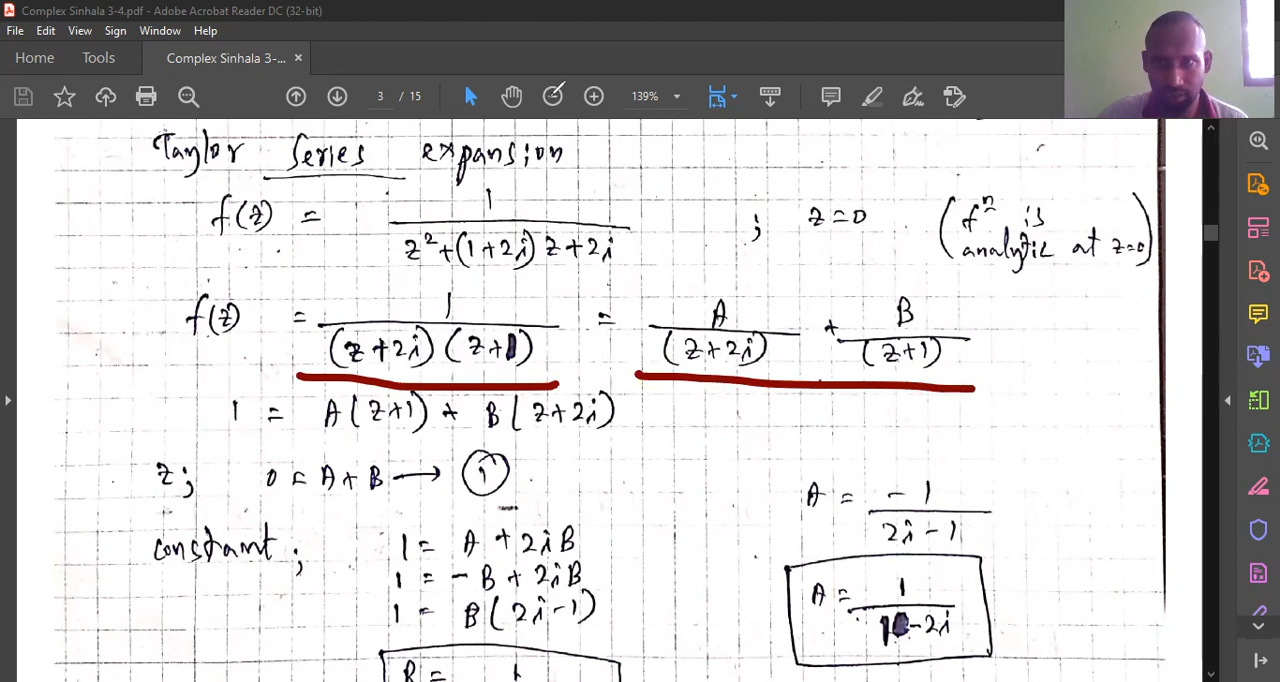 Complex Sinhala 3-4.pdf - Adobe Acrobat Reader DC (32-bit)
File Edit View Sign Window Help
Home Tools Complex Sinhala 3-... ×
3 / 15 139%
Taylor series expansion
f(z) = 1 / (z² + (1+2i) z + 2i) ; z=0 (fⁿ is analytic at z=0)
f(z) = 1 / ((z+2i)(z+1)) = A / (z+2i) + B / (z+1)
1 = A(z+1) + B(z+2i)
z; 0 = A+B → ①
constant; 1 = A + 2iB
1 = -B + 2iB
1 = B(2i-1)
B = 1
A = -1 / (2i-1)
A = 1 / (1-2i)